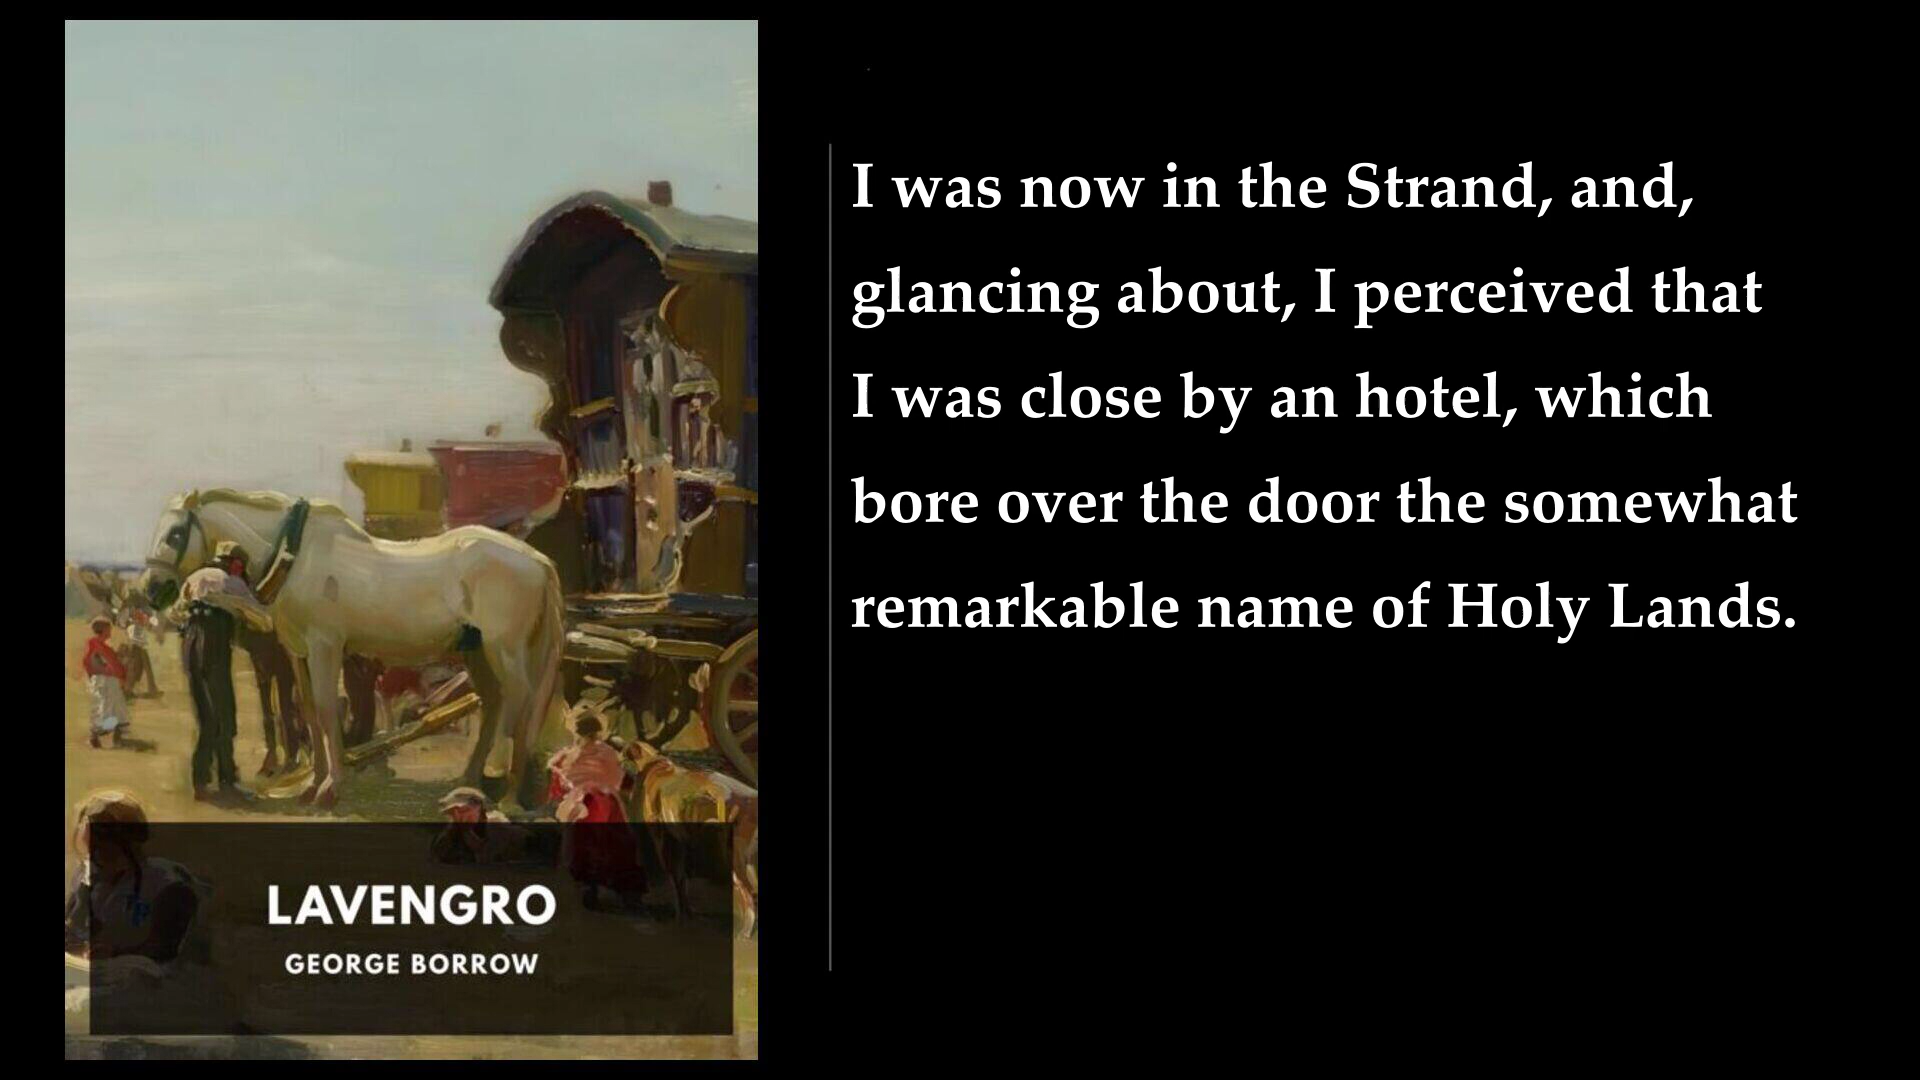 I was now in the Strand, and,
glancing about, I perceived that
I was close by an hotel, which
bore over the door the somewhat
remarkable name of Holy Lands.
LAVENGRO
GEORGE BORROW